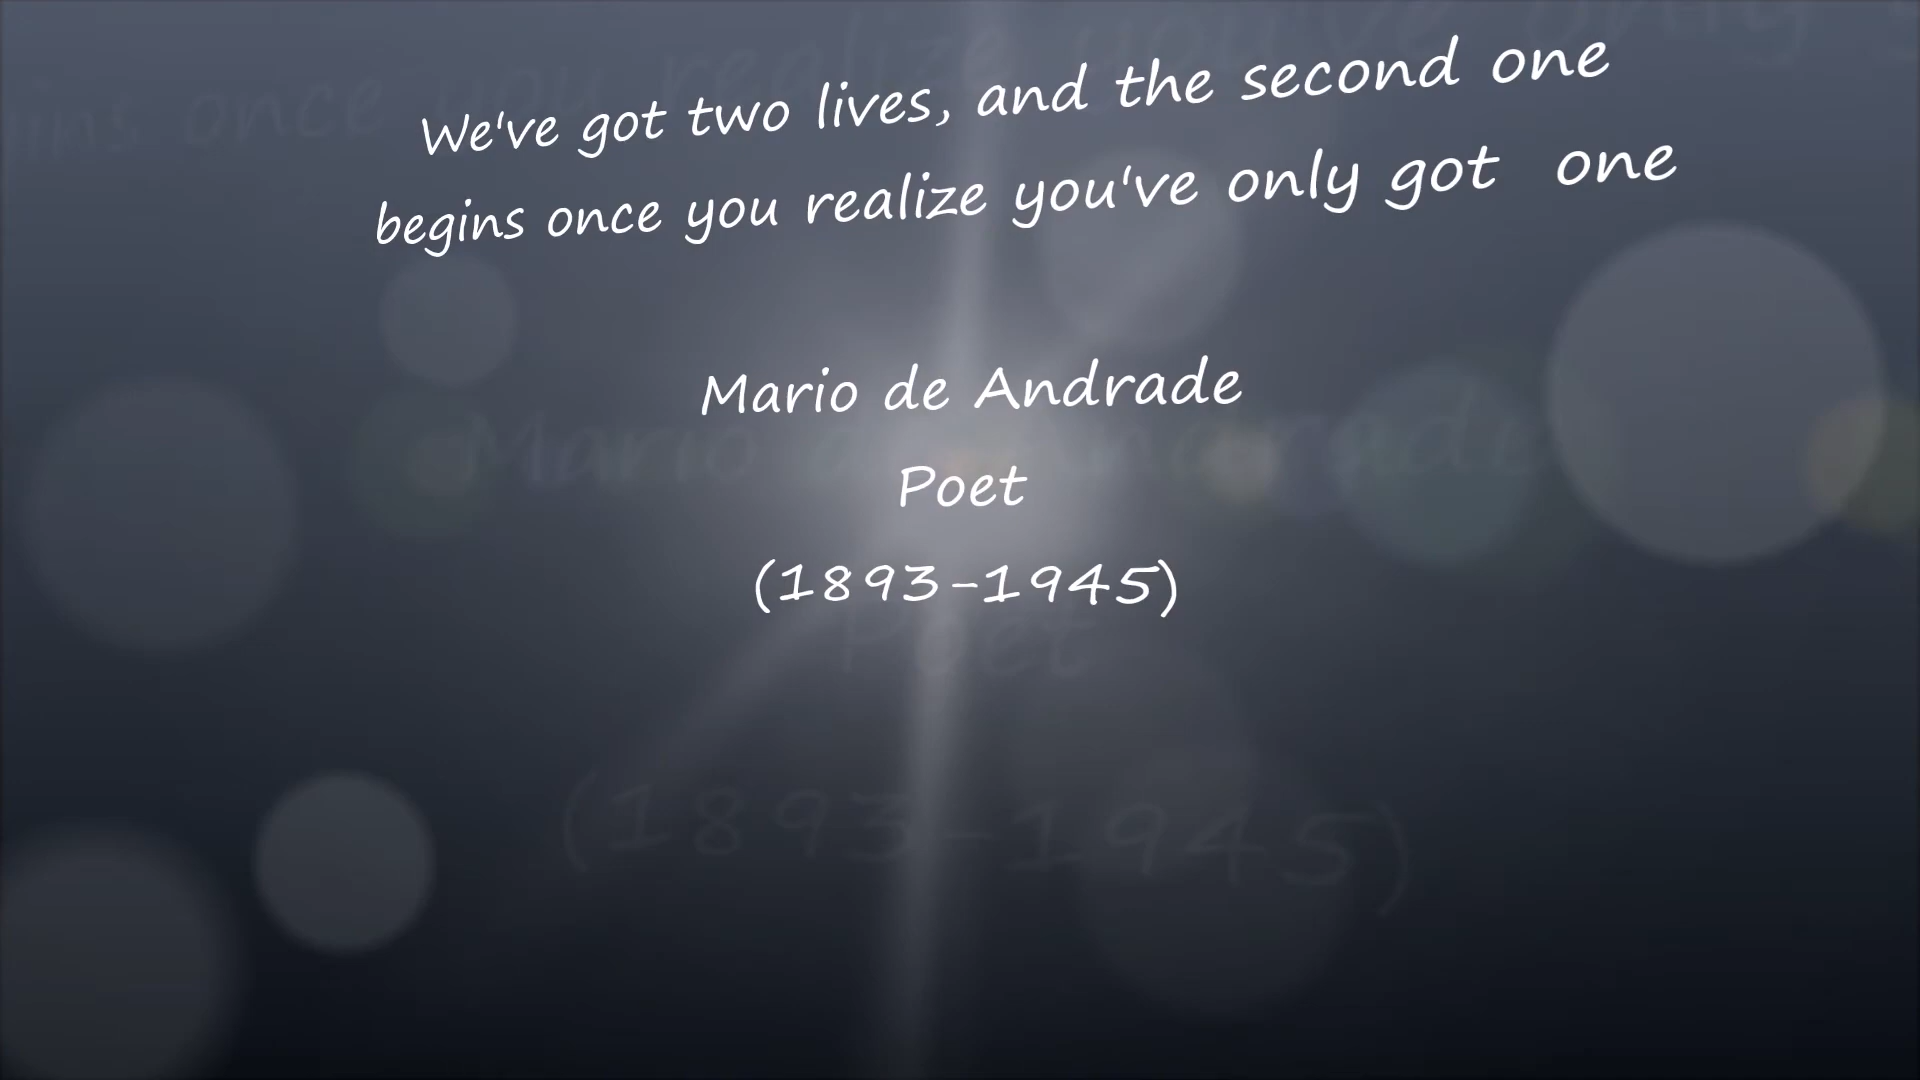 We've got two lives, and the second one
begins once you realize you've only got one
Mario de Andrade
Poet
(1893-1945)